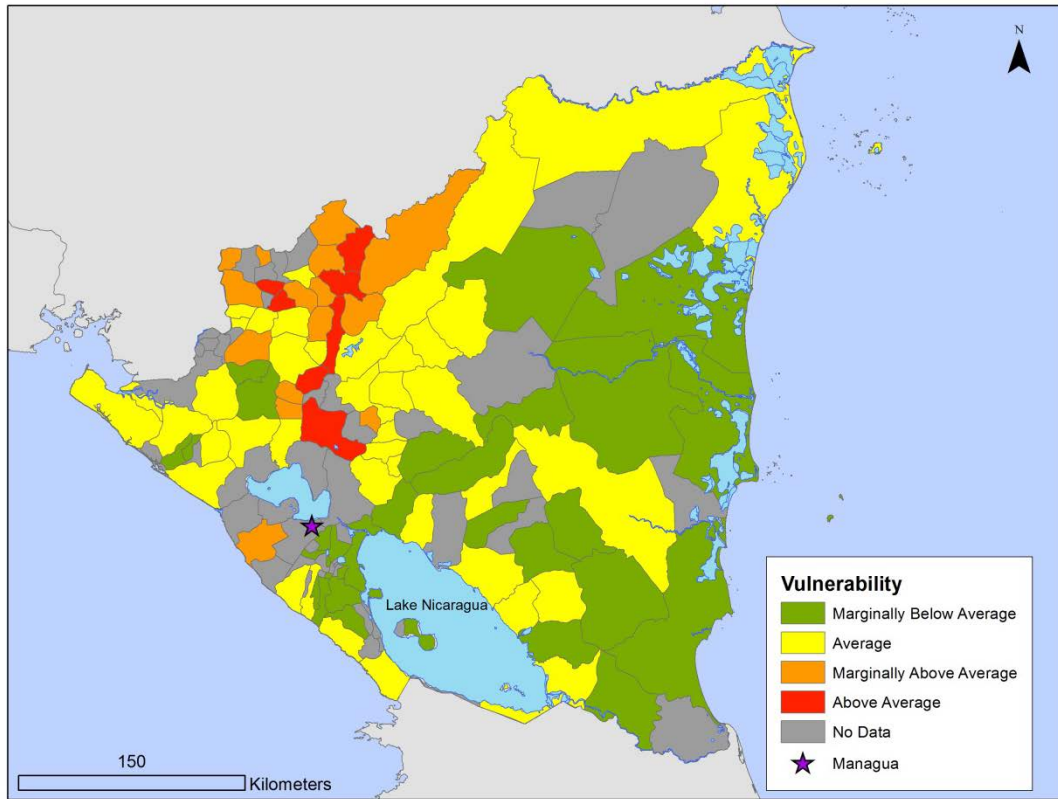 N
Lake Nicaragua
Vulnerability
Marginally Below Average
Average
Marginally Above Average
Above Average
No Data
Managua
150
Kilometers